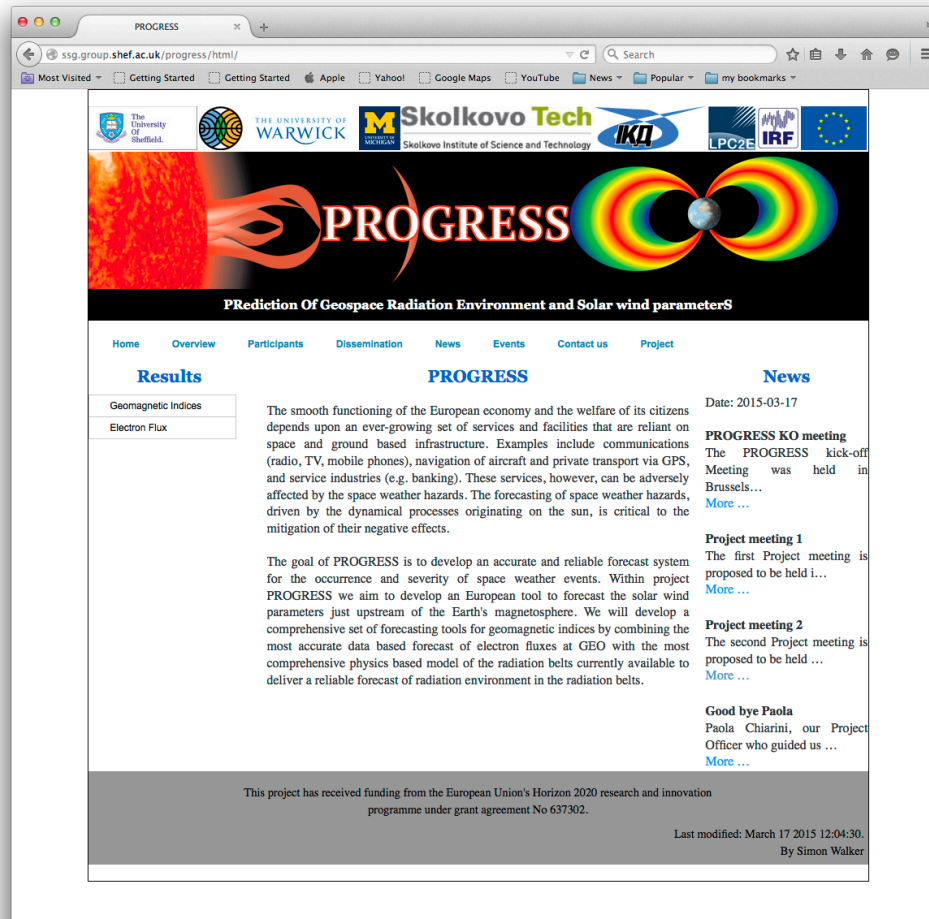 PROGRESS
ssg.group.shef.ac.uk/progress/html/
Search
Most Visited
Getting Started
Getting Started
Apple
Yahoo!
Google Maps
YouTube
News
Popular
my bookmarks
The
University
Of
Sheffield.
THE UNIVERSITY OF
WARWICK
M
UNIVERSITY OF
MICHIGAN
Skolkovo Tech
Skolkovo Institute of Science and Technology
ІКД
LPC2E
IRF
PROGRESS
PRediction Of Geospace Radiation Environment and Solar wind parameterS
Home
Overview
Participants
Dissemination
News
Events
Contact us
Project
Results
Geomagnetic Indices
Electron Flux
PROGRESS
The smooth functioning of the European economy and the welfare of its citizens
depends upon an ever-growing set of services and facilities that are reliant on
space and ground based infrastructure. Examples include communications
(radio, TV, mobile phones), navigation of aircraft and private transport via GPS,
and service industries (e.g. banking). These services, however, can be adversely
affected by the space weather hazards. The forecasting of space weather hazards,
driven by the dynamical processes originating on the sun, is critical to the
mitigation of their negative effects.
The goal of PROGRESS is to develop an accurate and reliable forecast system
for the occurrence and severity of space weather events. Within project
PROGRESS we aim to develop an European tool to forecast the solar wind
parameters just upstream of the Earth's magnetosphere. We will develop a
comprehensive set of forecasting tools for geomagnetic indices by combining the
most accurate data based forecast of electron fluxes at GEO with the most
comprehensive physics based model of the radiation belts currently available to
deliver a reliable forecast of radiation environment in the radiation belts.
News
Date: 2015-03-17
PROGRESS KO meeting
The PROGRESS kick-off
Meeting was held in
Brussels…
More …
Project meeting 1
The first Project meeting is
proposed to be held i…
More …
Project meeting 2
The second Project meeting is
proposed to be held …
More …
Good bye Paola
Paola Chiarini, our Project
Officer who guided us …
More …
This project has received funding from the European Union's Horizon 2020 research and innovation
programme under grant agreement No 637302.
Last modified: March 17 2015 12:04:30.
By Simon Walker